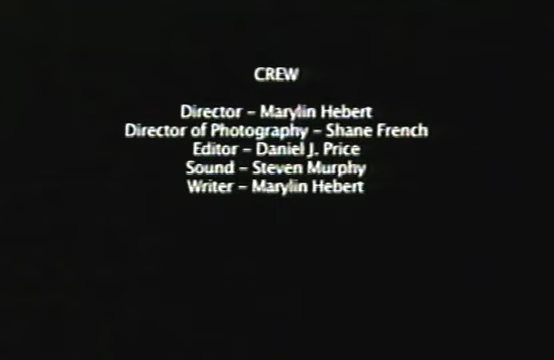 CREW
Director – Marylin Hebert
Director of Photography – Shane French
Editor – Daniel J. Price
Sound – Steven Murphy
Writer – Marylin Hebert